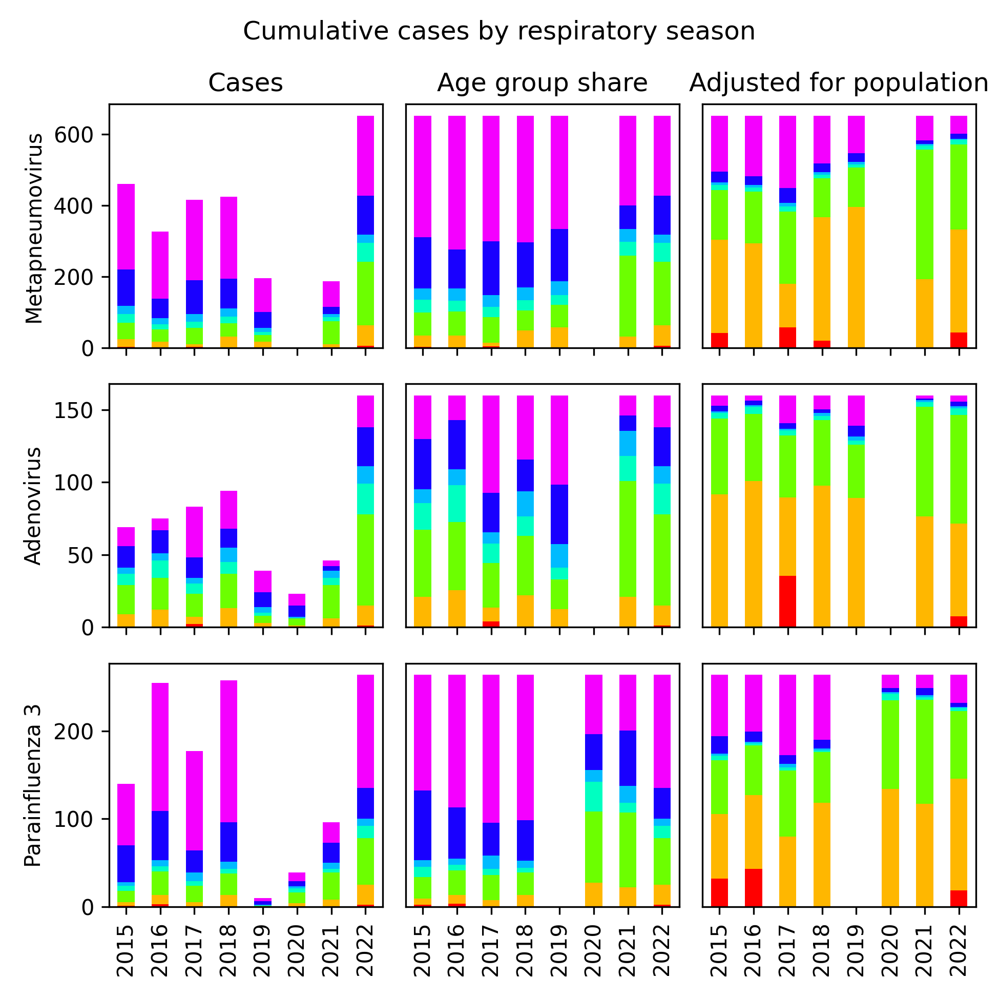 Cumulative cases by respiratory season
Cases
Age group share
Adjusted for population
Metapneumovirus
600
400
200
0
Adenovirus
150
100
50
0
Parainfluenza 3
200
100
0
2015 2016 2017 2018 2019 2020 2021 2022
2015 2016 2017 2018 2019 2020 2021 2022
2015 2016 2017 2018 2019 2020 2021 2022